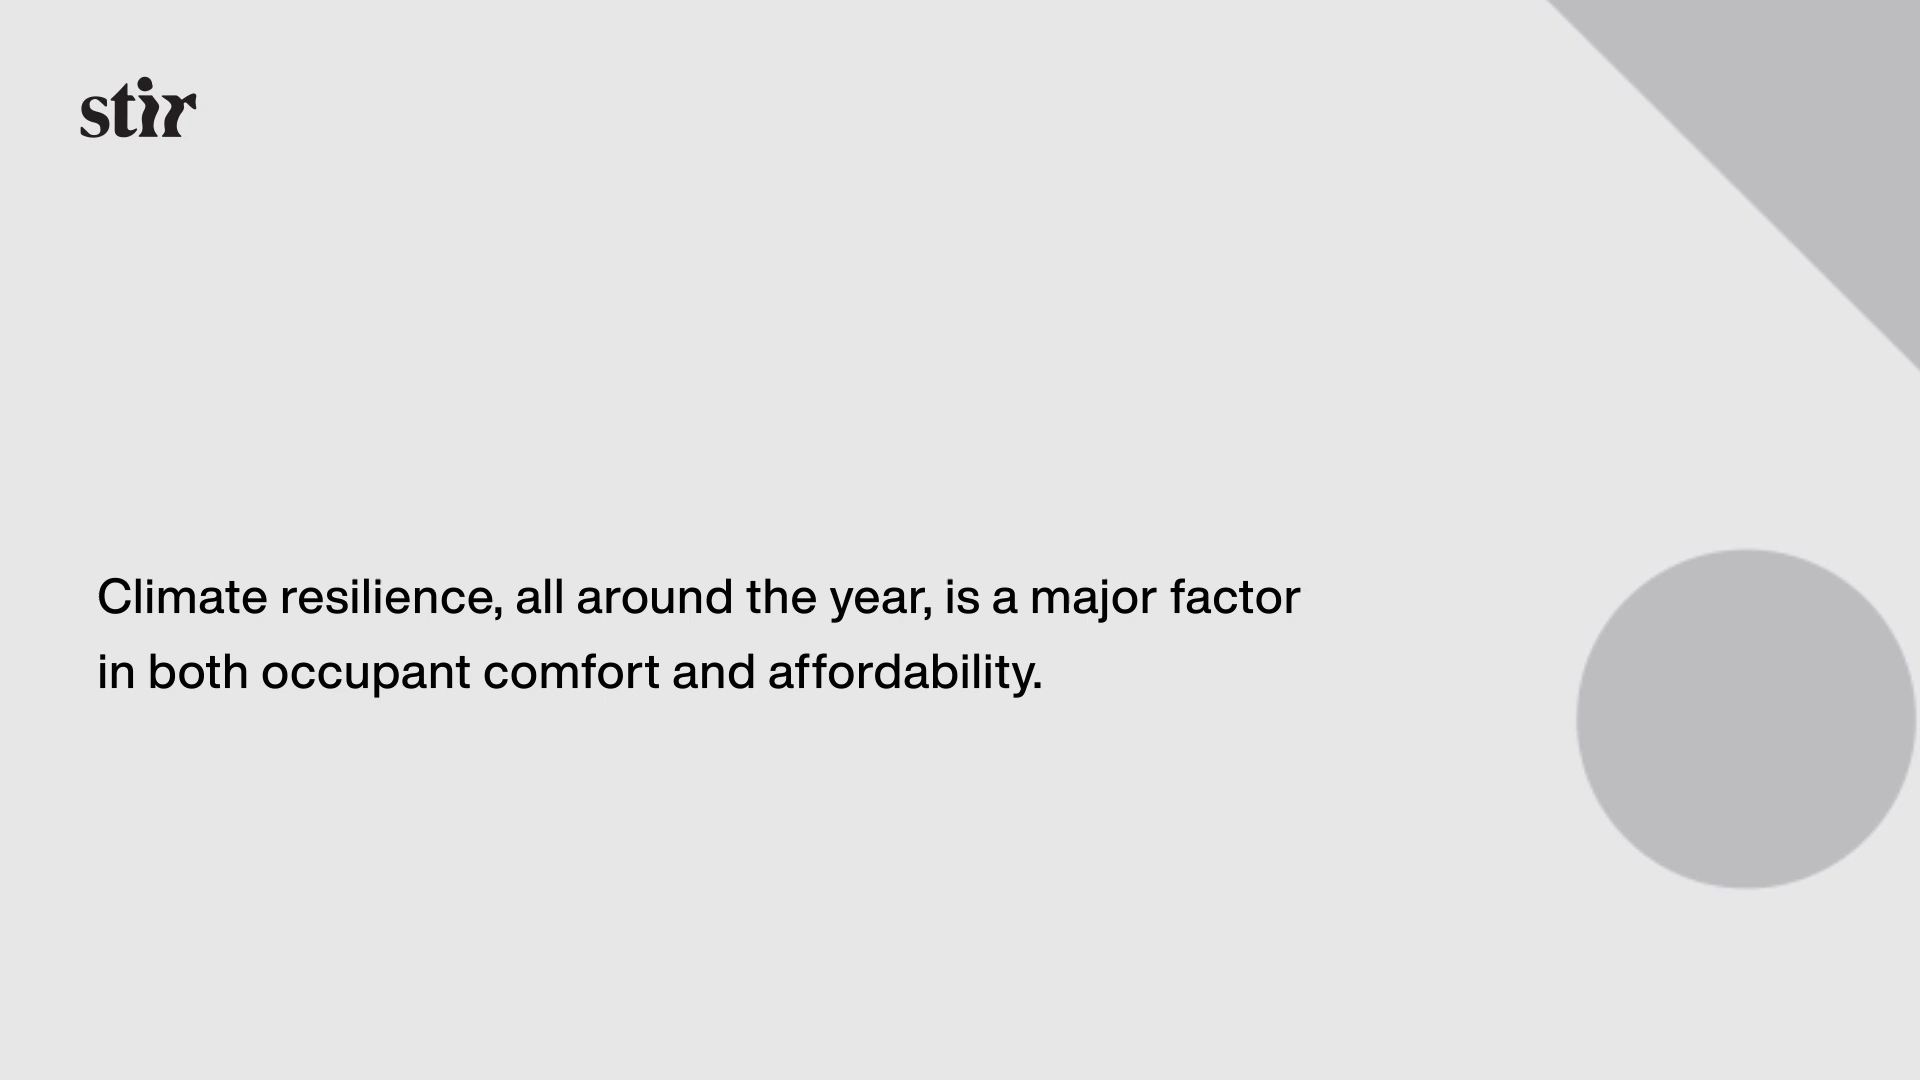 stir
Climate resilience, all around the year, is a major factor
in both occupant comfort and affordability.